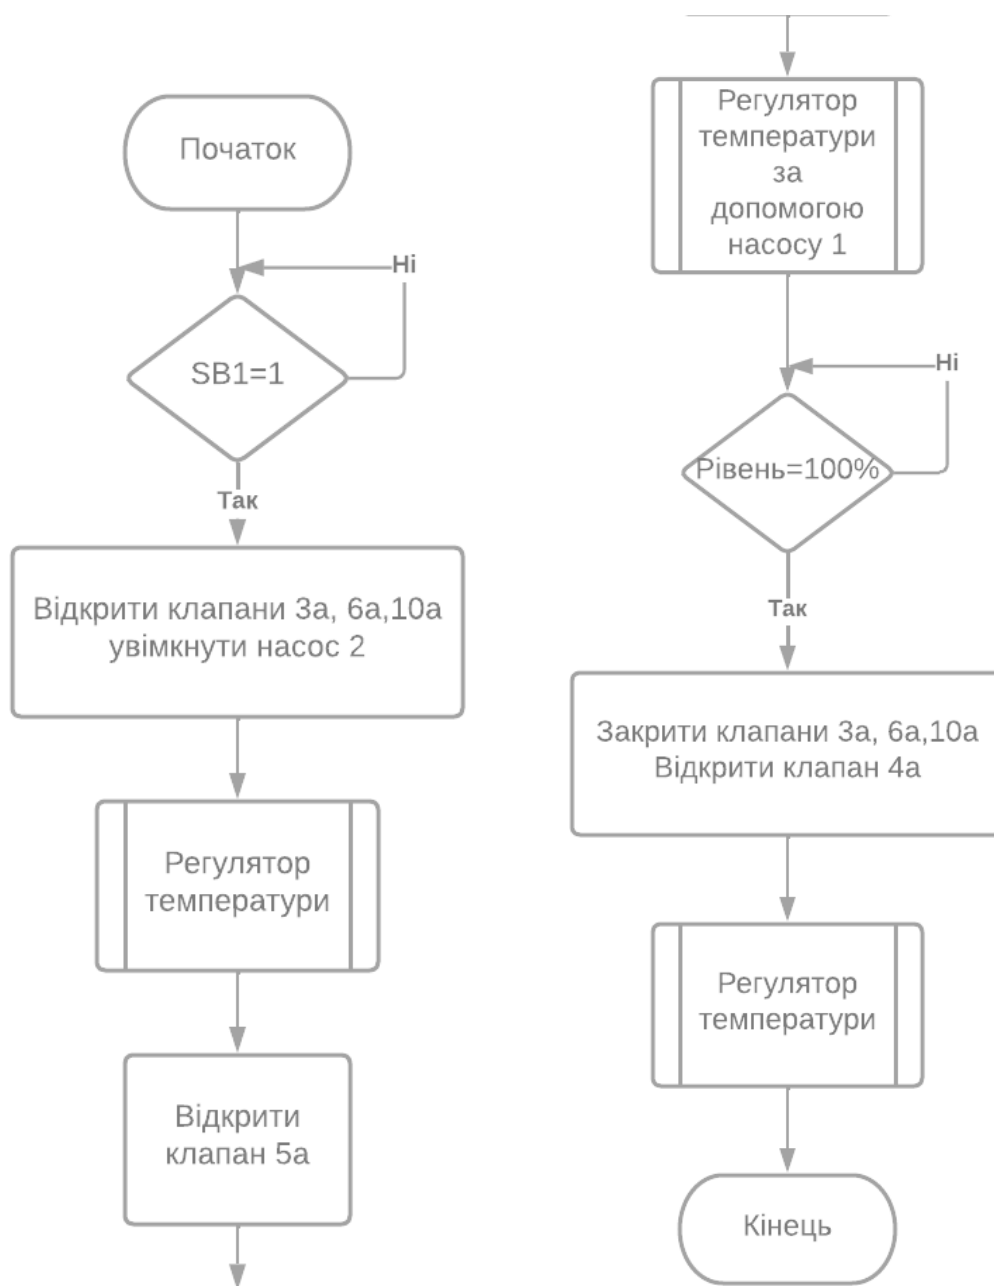 Початок
Ні
SB1=1
Так
Відкрити клапани 3а, 6а,10а
увімкнути насос 2
Регулятор
температури
Відкрити
клапан 5а
Регулятор
температури
за
допомогою
насосу 1
Ні
Рівень=100%
Так
Закрити клапани 3а, 6а,10а
Відкрити клапан 4а
Регулятор
температури
Кінець